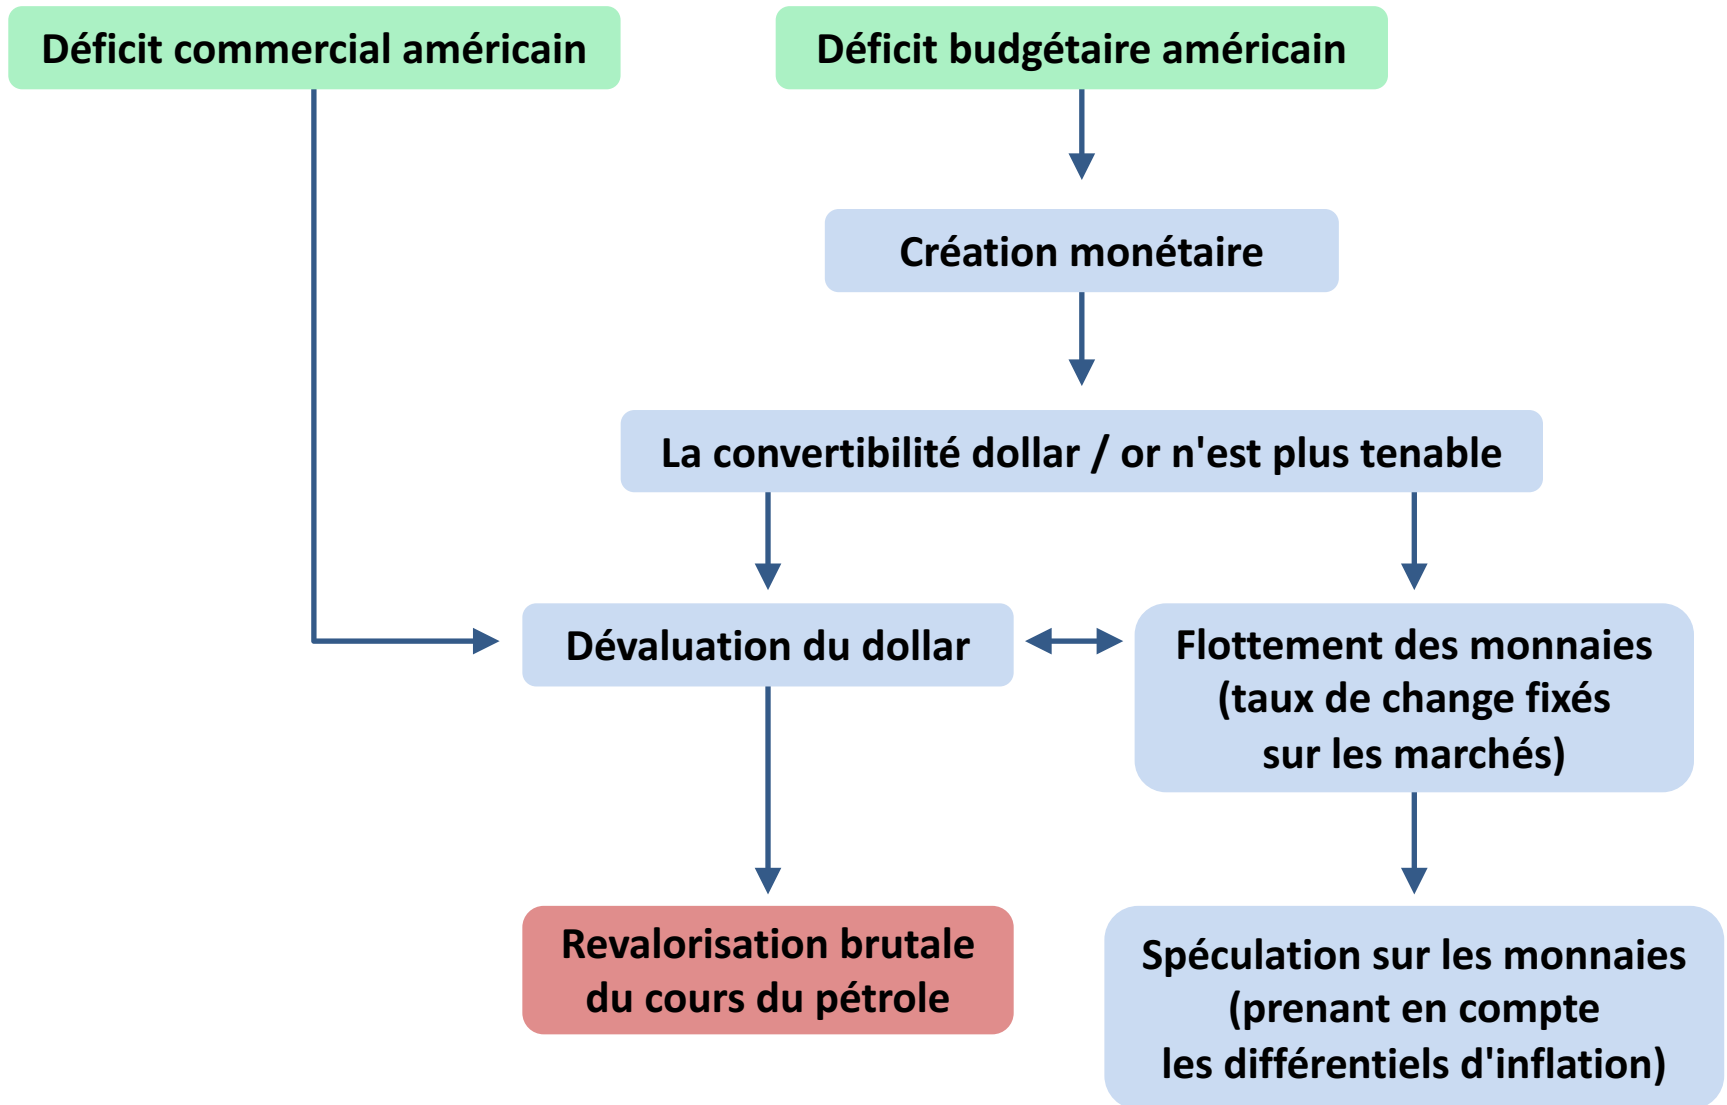 Déficit commercial américain
Déficit budgétaire américain
Création monétaire
La convertibilité dollar / or n'est plus tenable
Dévaluation du dollar
Flottement des monnaies
(taux de change fixés
sur les marchés)
Revalorisation brutale
du cours du pétrole
Spéculation sur les monnaies
(prenant en compte
les différentiels d'inflation)